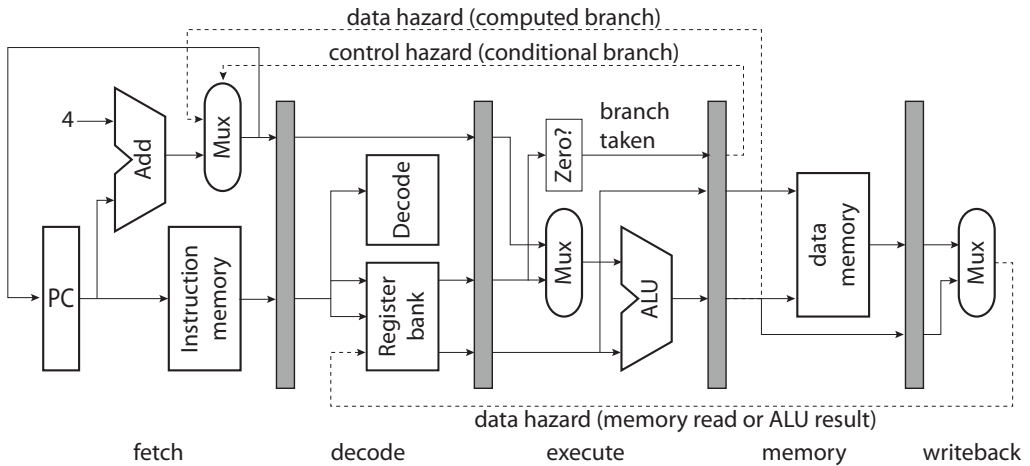 data hazard (computed branch)
control hazard (conditional branch)
4
Add
Mux
branch
taken
Zero?
Decode
data
memory
PC
Instruction
memory
Register
bank
Mux
ALU
Mux
data hazard (memory read or ALU result)
fetch
decode
execute
memory
writeback